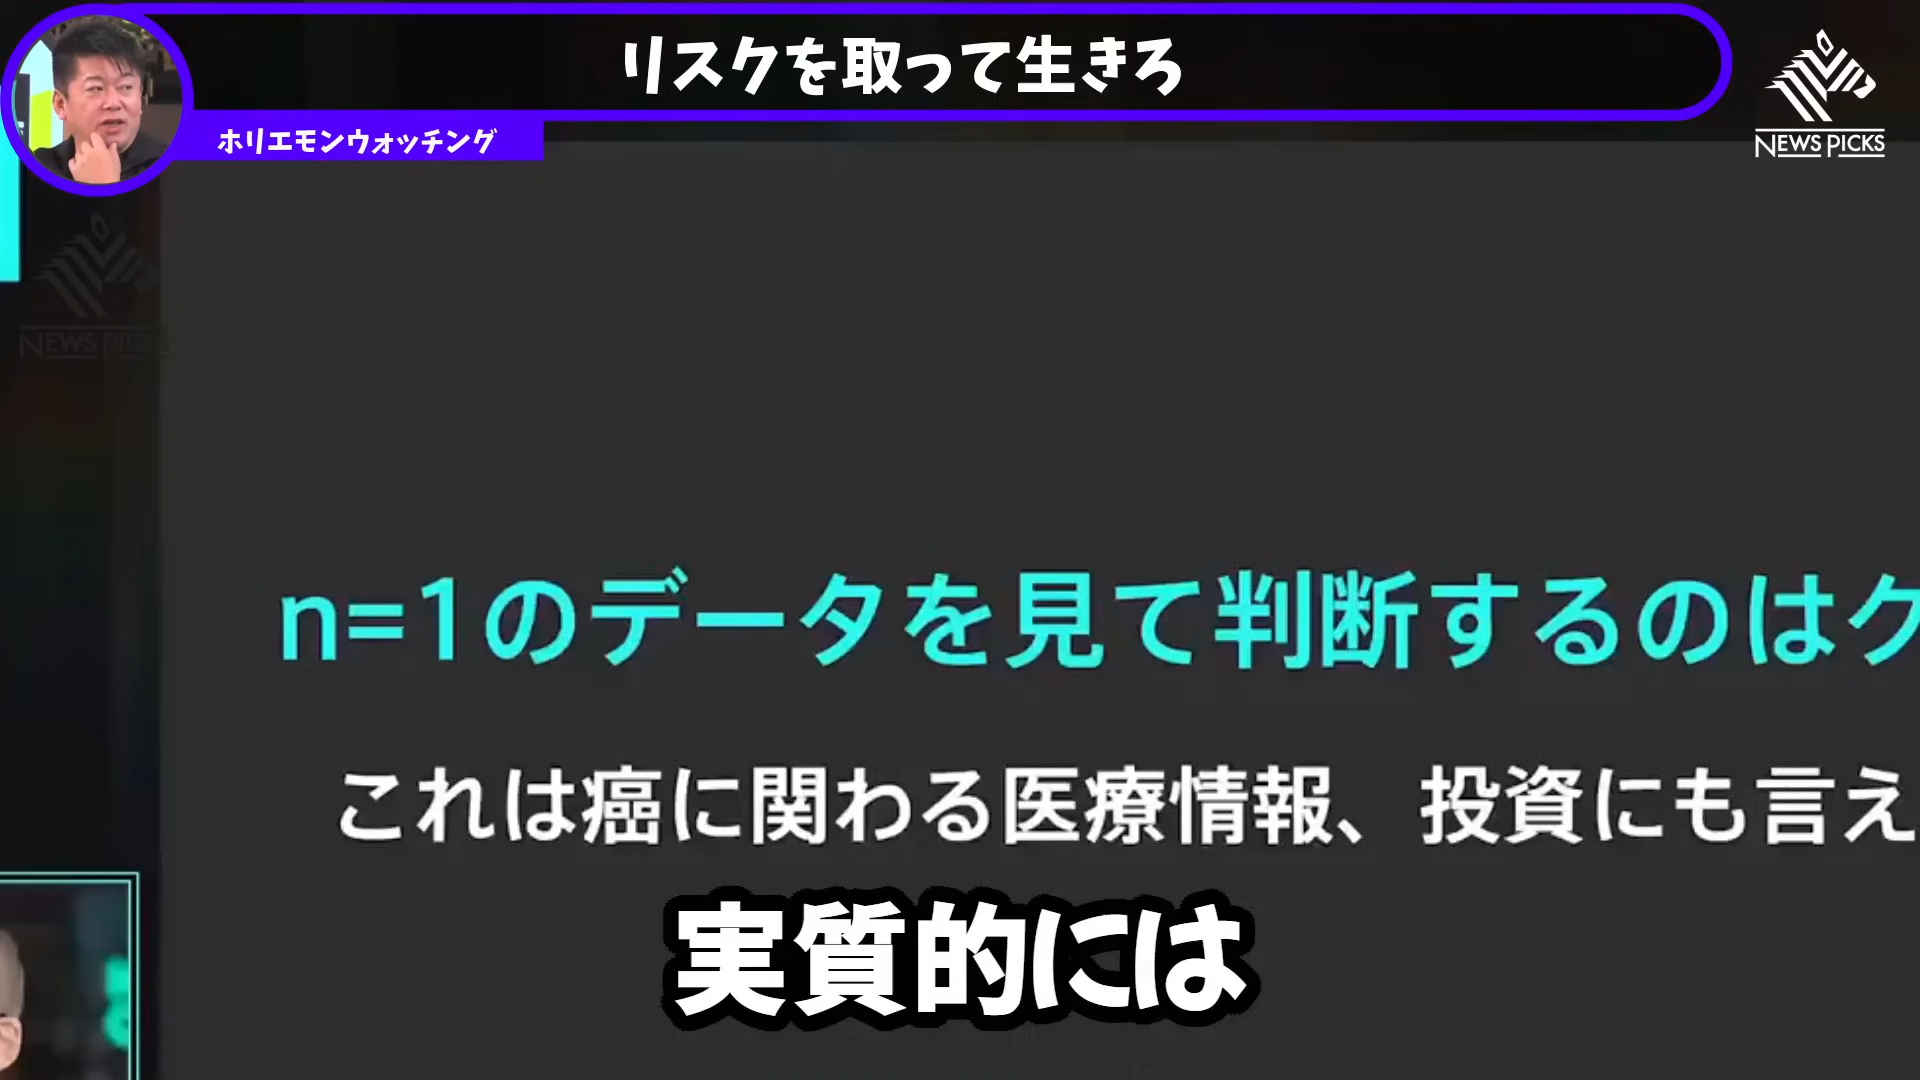 リスクを取って生きろ
ホリエモンウォッチング
NEWS PICKS
NEWS PICKS
n=1のデータを見て判断するのはク
これは癌に関わる医療情報、投資にも言え
実質的には